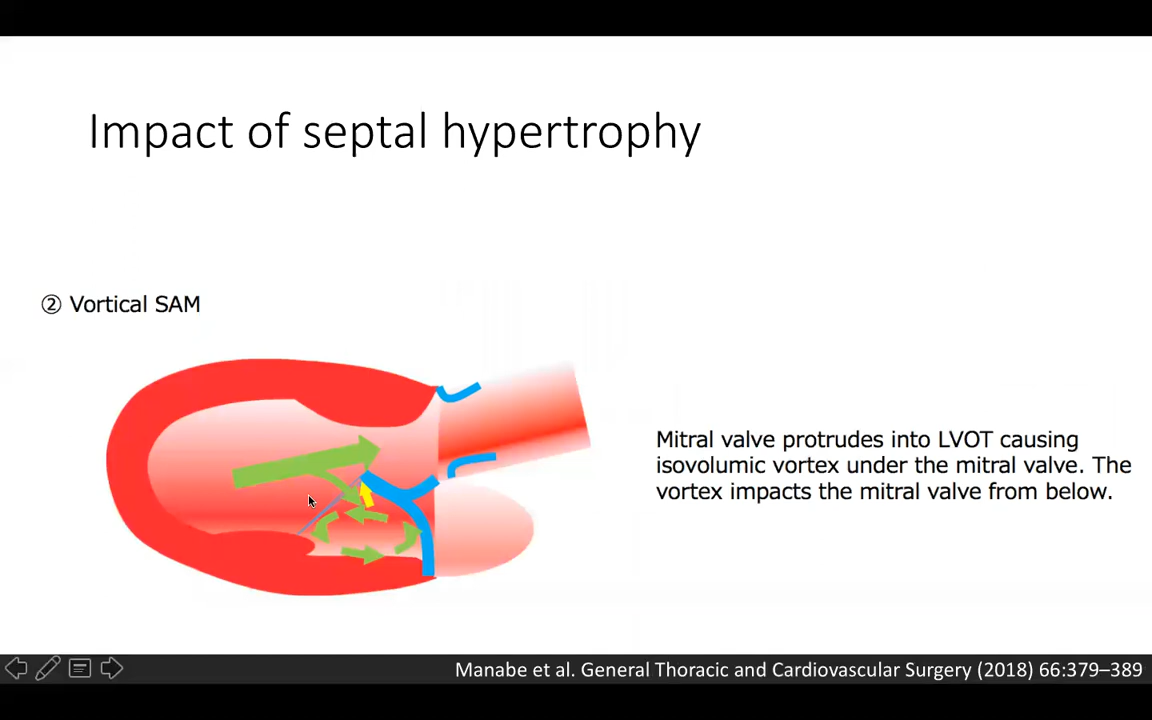 Impact of septal hypertrophy
② Vortical SAM
Mitral valve protrudes into LVOT causing
isovolumic vortex under the mitral valve. The
vortex impacts the mitral valve from below.
Manabe et al. General Thoracic and Cardiovascular Surgery (2018) 66:379–389